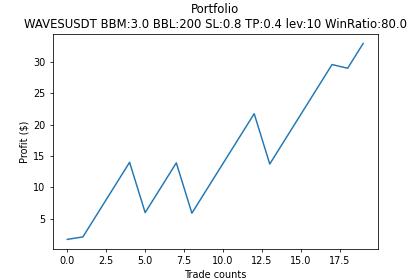 Portfolio
WAVESUSDT BBM:3.0 BBL:200 SL:0.8 TP:0.4 lev:10 WinRatio:80.0
30
25
20
15
10
5
Profit ($)
0.0 2.5 5.0 7.5 10.0 12.5 15.0 17.5
Trade counts